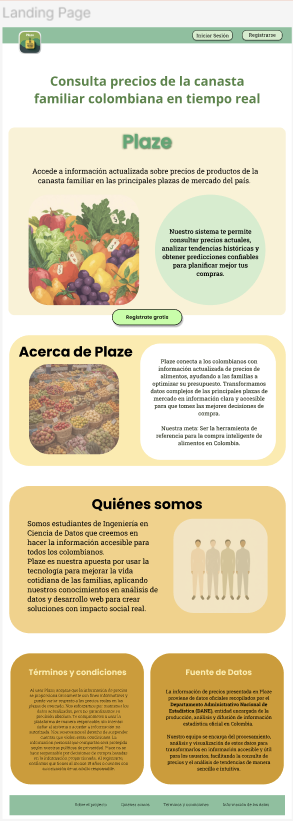 Landing Page
Iniciar Sesión
Registrarse
Consulta precios de la canasta
familiar colombiana en tiempo real
Plaze
Accede a información actualizada sobre precios de productos de la
canasta familiar en las principales plazas de mercado del país.
Nuestro sistema te permite
consultar precios actuales,
analizar tendencias históricas y
obtener predicciones confiables
para planificar mejor tus
compras.
Regístrate gratis
Acerca de Plaze
Plaze conecta a los colombianos con
información actualizada de precios de
alimentos, ayudando a las familias a
optimizar su presupuesto. Transformamos
datos complejos de las principales plazas de
mercado en información clara y accesible
para que tomes las mejores decisiones de
compra.
Nuestra meta: Ser la herramienta de
referencia para la compra inteligente de
alimentos en Colombia.
Quiénes somos
Somos estudiantes de Ingeniería en
Ciencia de Datos que creemos en
hacer la información accesible para
todos los colombianos.
Plaze es nuestra apuesta por usar la
tecnología para mejorar la vida
cotidiana de las familias, aplicando
nuestros conocimientos en análisis de
datos y desarrollo web para crear
soluciones con impacto social real.
Términos y condiciones
Fuente de Datos
La información de precios presentada en Plaze
proviene de datos oficiales recopilados por el
Departamento Administrativo Nacional de
Estadística (DANE), entidad encargada de la
producción, análisis y difusión de información
estadística oficial en Colombia.
Nuestro equipo se encarga del procesamiento,
análisis y visualización de estos datos para
transformarlos en información accesible y útil
para los usuarios, facilitando la consulta de
precios y el análisis de tendencias de manera
sencilla e intuitiva.
Sobre el proyecto
Quiénes somos
Términos y condiciones
Información de los datos